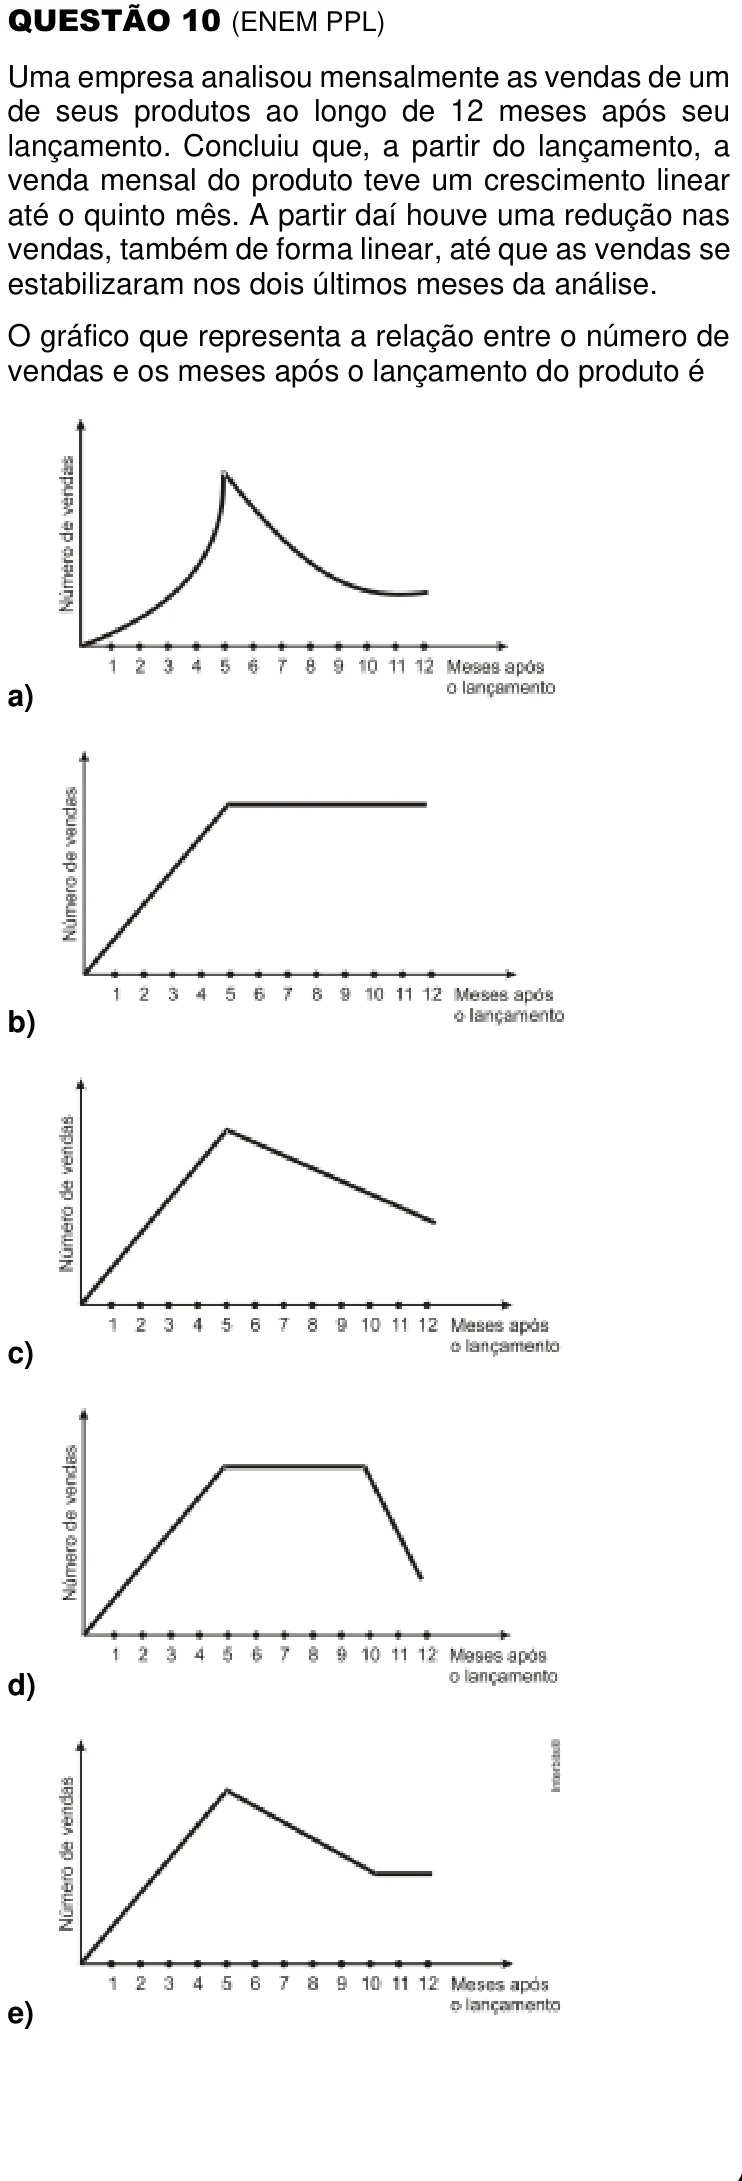 QUESTÃO 10 (ENEM PPL)
Uma empresa analisou mensalmente as vendas de um
de seus produtos ao longo de 12 meses após seu
lançamento. Concluiu que, a partir do lançamento, a
venda mensal do produto teve um crescimento linear
até o quinto mês. A partir daí houve uma redução nas
vendas, também de forma linear, até que as vendas se
estabilizaram nos dois últimos meses da análise.
O gráfico que representa a relação entre o número de
vendas e os meses após o lançamento do produto é
Número de vendas
1 2 3 4 5 6 7 8 9 10 11 12 Meses após
o lançamento
a)
Número de vendas
1 2 3 4 5 6 7 8 9 10 11 12 Meses após
o lançamento
b)
Número de vendas
1 2 3 4 5 6 7 8 9 10 11 12 Meses após
o lançamento
c)
Número de vendas
1 2 3 4 5 6 7 8 9 10 11 12 Meses após
o lançamento
d)
Interbits®
Número de vendas
1 2 3 4 5 6 7 8 9 10 11 12 Meses após
o lançamento
e)